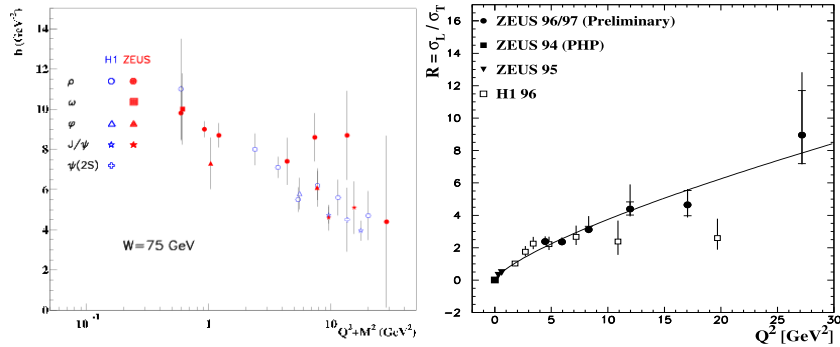 b (GeV⁻²)
14
12
10
8
6
4
2
0
H1 ZEUS
ρ
ω
φ
J/ψ
ψ(2S)
W=75 GeV
10⁻¹ 1 10
Q²+M² (GeV²)
R = σL / σT
16
14
12
10
8
6
4
2
0
-2
ZEUS 96/97 (Preliminary)
ZEUS 94 (PHP)
ZEUS 95
H1 96
0 5 10 15 20 25 30
Q² [GeV²]